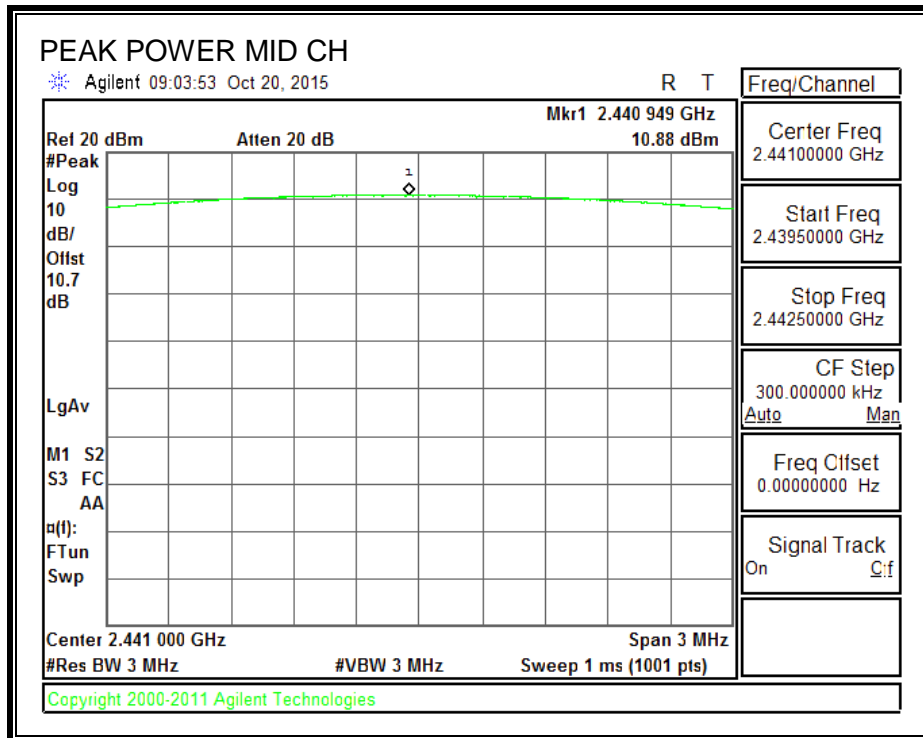 PEAK POWER MID CH
Agilent 09:03:53 Oct 20, 2015 R T
Mkr1 2.440 949 GHz
Ref 20 dBm Atten 20 dB 10.88 dBm
#Peak
Log
10
dB/
Offst
10.7
dB
1
LgAv
M1 S2
S3 FC
AA
¤(f):
FTun
Swp
Center 2.441 000 GHz Span 3 MHz
#Res BW 3 MHz #VBW 3 MHz Sweep 1 ms (1001 pts)
Copyright 2000-2011 Agilent Technologies
Freq/Channel
Center Freq
2.44100000 GHz
Start Freq
2.43950000 GHz
Stop Freq
2.44250000 GHz
CF Step
300.000000 kHz
Auto Man
Freq Offset
0.00000000 Hz
Signal Track
On Off